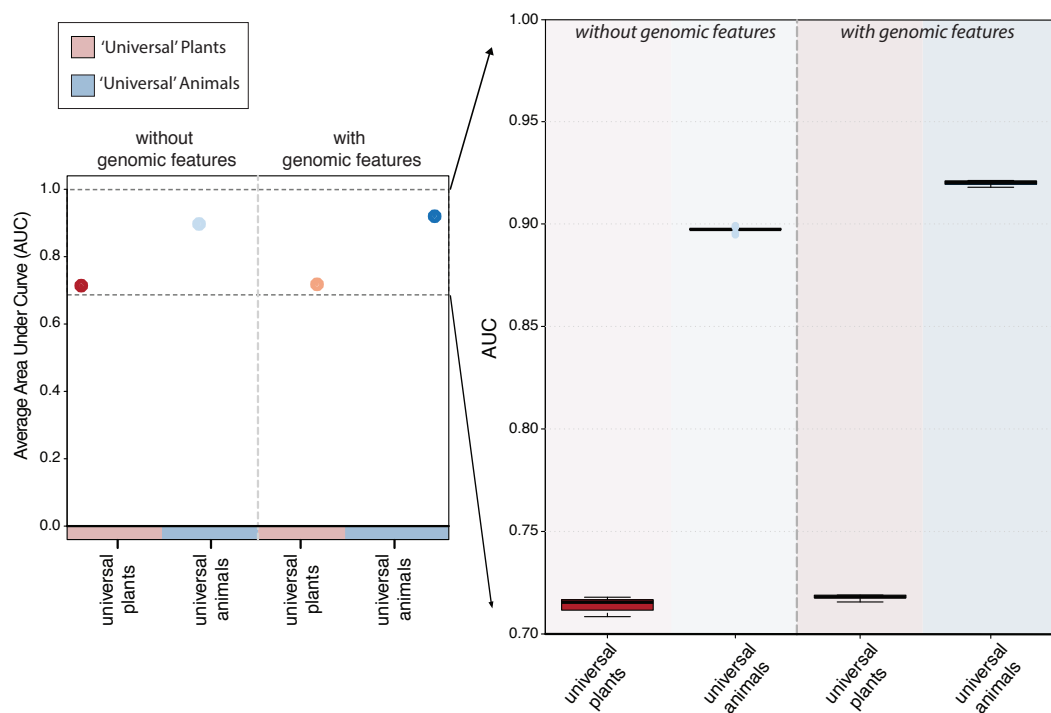 'Universal' Plants
'Universal' Animals
without
genomic features
with
genomic features
Average Area Under Curve (AUC)
1.0
0.8
0.6
0.4
0.2
0.0
universal
plants
universal
animals
universal
plants
universal
animals
without genomic features
with genomic features
AUC
1.00
0.95
0.90
0.85
0.80
0.75
0.70
universal
plants
universal
animals
universal
plants
universal
animals